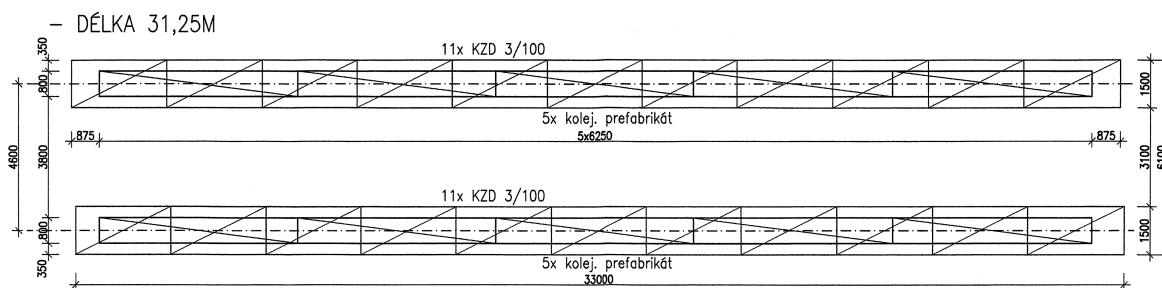 – DÉLKA 31,25M
11x KZD 3/100
350
800
1500
5x kolej. prefabrikát
875
5x6250
875
4600
3800
3100
6100
11x KZD 3/100
800
1500
350
5x kolej. prefabrikát
33000